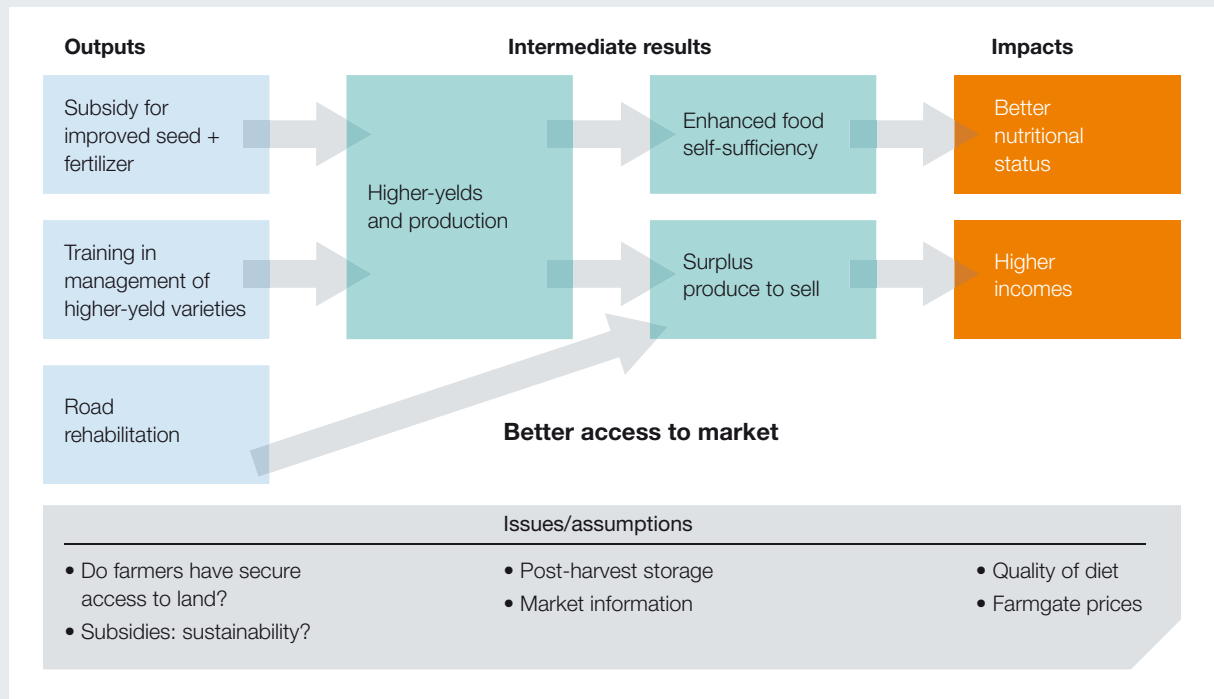 Outputs
Intermediate results
Impacts
Subsidy for
improved seed +
fertilizer
Higher-yelds
and production
Enhanced food
self-sufficiency
Better
nutritional
status
Training in
management of
higher-yeld varieties
Surplus
produce to sell
Higher
incomes
Road
rehabilitation
Better access to market
Issues/assumptions
• Do farmers have secure
access to land?
• Subsidies: sustainability?
• Post-harvest storage
• Market information
• Quality of diet
• Farmgate prices